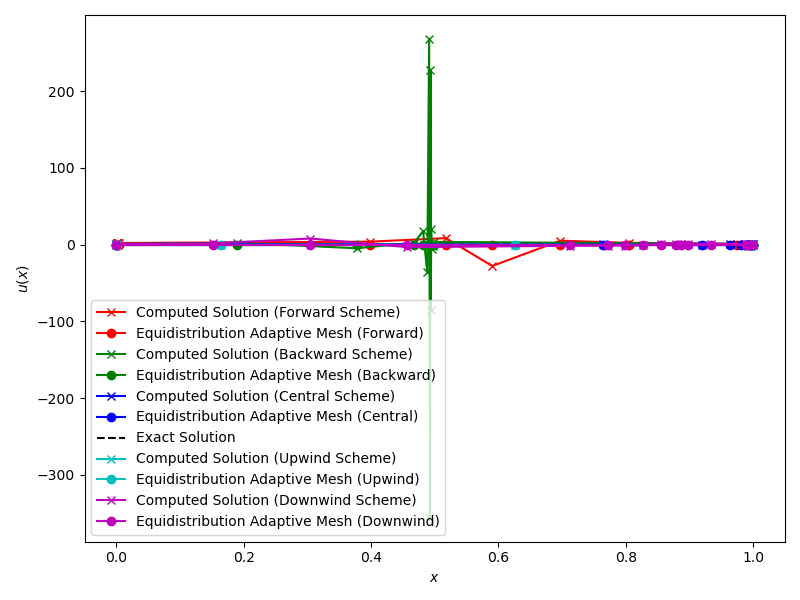 200
100
0
−100
−200
−300
u(x)
Computed Solution (Forward Scheme)
Equidistribution Adaptive Mesh (Forward)
Computed Solution (Backward Scheme)
Equidistribution Adaptive Mesh (Backward)
Computed Solution (Central Scheme)
Equidistribution Adaptive Mesh (Central)
Exact Solution
Computed Solution (Upwind Scheme)
Equidistribution Adaptive Mesh (Upwind)
Computed Solution (Downwind Scheme)
Equidistribution Adaptive Mesh (Downwind)
0.0 0.2 0.4 0.6 0.8 1.0
x